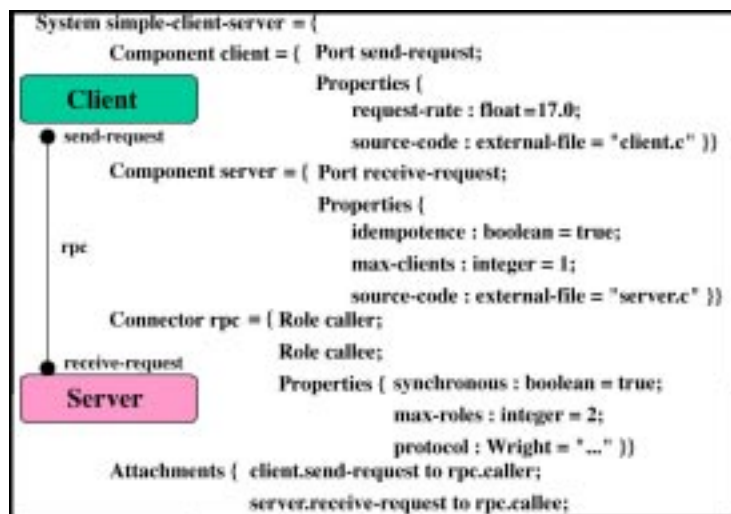 System simple-client-server = {
Component client = { Port send-request;
Properties {
request-rate : float=17.0;
source-code : external-file = "client.c" }}
Client
send-request
Component server = { Port receive-request;
Properties {
idempotence : boolean = true;
max-clients : integer = 1;
source-code : external-file = "server.c" }}
rpc
Connector rpc = { Role caller;
Role callee;
Properties { synchronous : boolean = true;
max-roles : integer = 2;
protocol : Wright = "..." }}
receive-request
Server
Attachments { client.send-request to rpc.caller;
server.receive-request to rpc.callee;